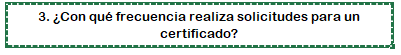 3. ¿Con qué frecuencia realiza solicitudes para un
certificado?